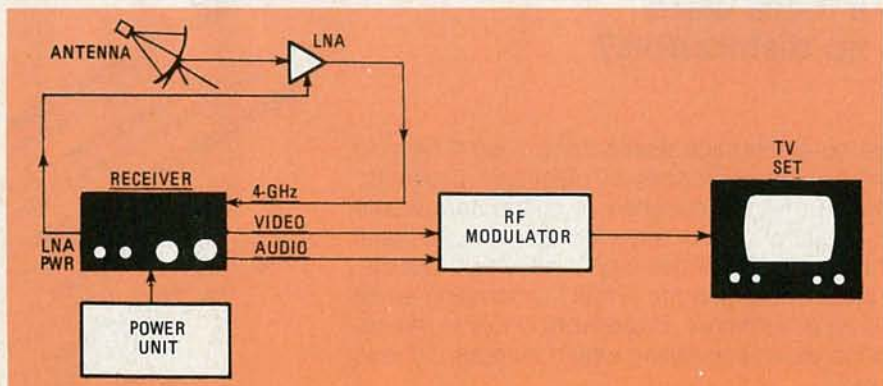 ANTENNA
LNA
RECEIVER
4-GHz
VIDEO
AUDIO
LNA
PWR
POWER
UNIT
RF
MODULATOR
TV
SET